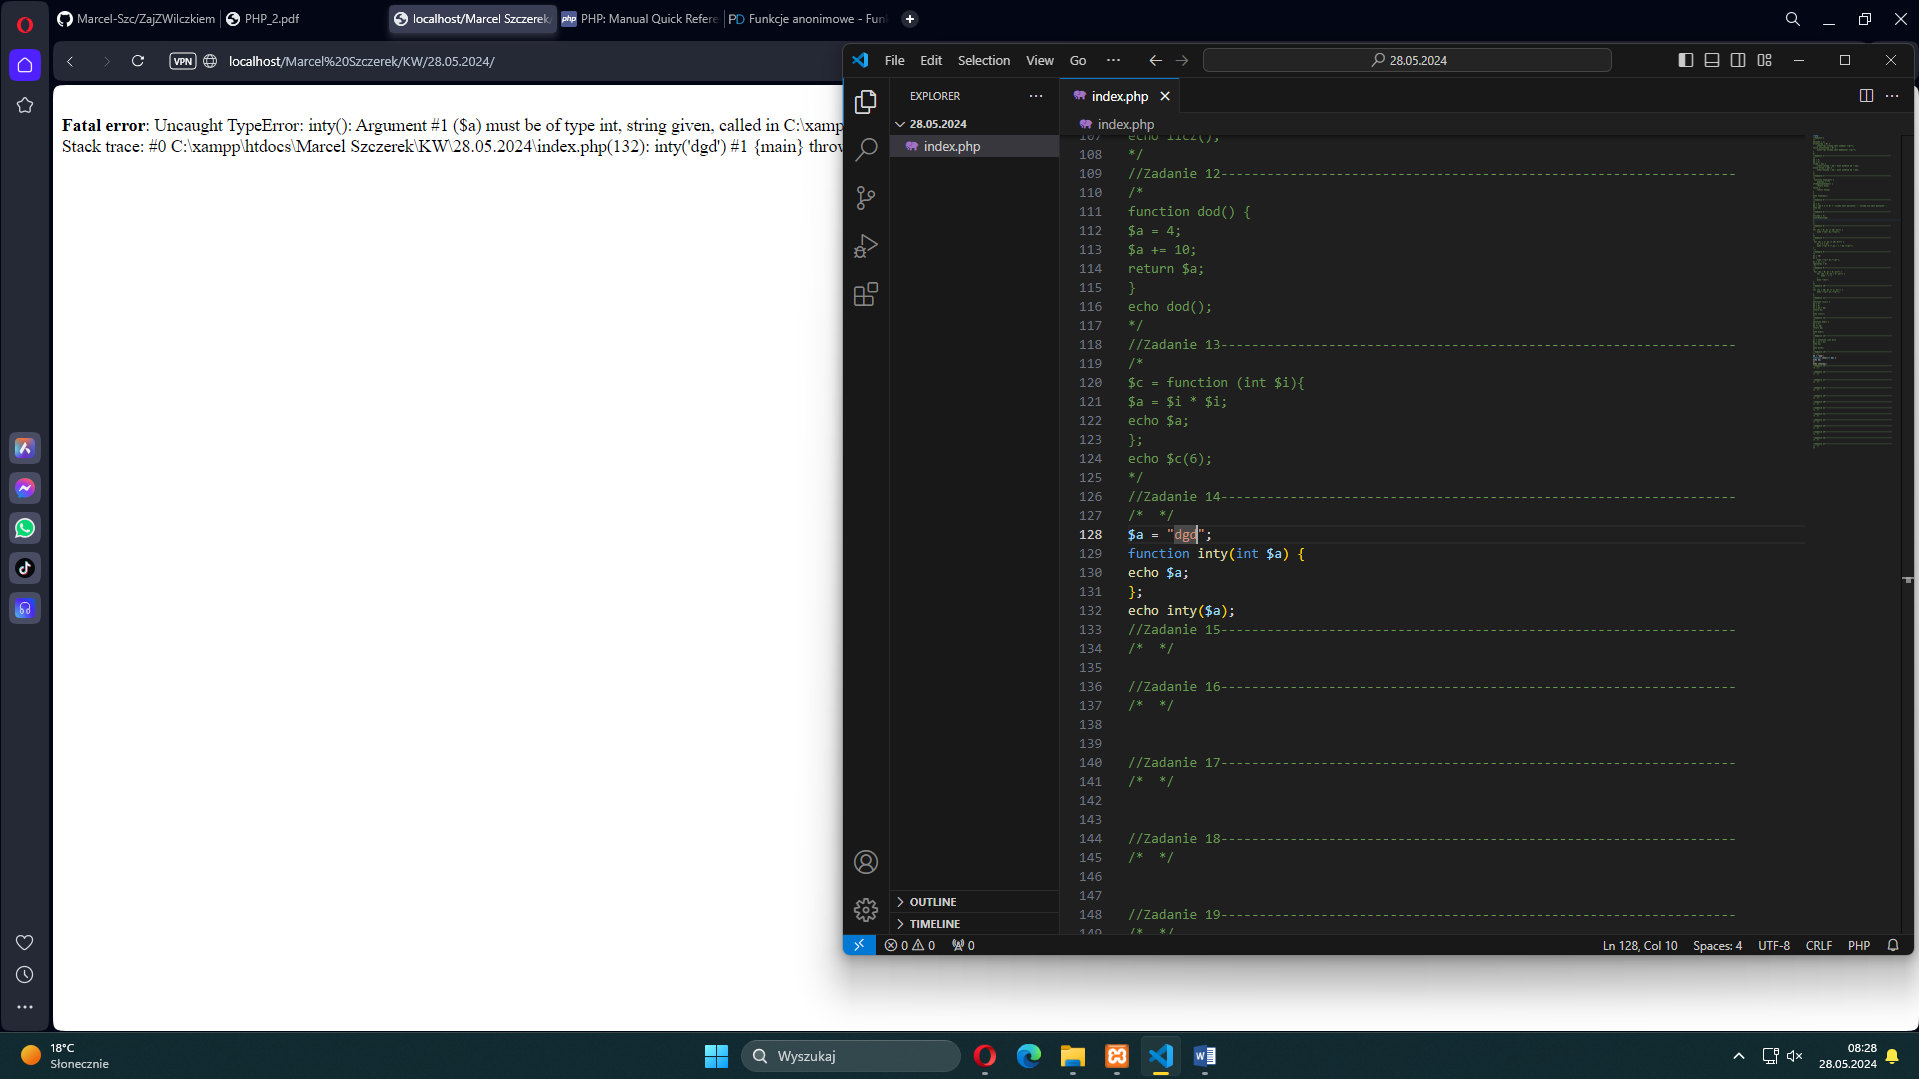 Marcel-Szc/ZajZWilczkiem
PHP_2.pdf
localhost/Marcel Szczerek
PHP: Manual Quick Refere
Funkcje anonimowe - Fun
VPN
localhost/Marcel%20Szczerek/KW/28.05.2024/
Fatal error: Uncaught TypeError: inty(): Argument #1 ($a) must be of type int, string given, called in C:\xamp
Stack trace: #0 C:\xampp\htdocs\Marcel Szczerek\KW\28.05.2024\index.php(132): inty('dgd') #1 {main} throw
File Edit Selection View Go ···
28.05.2024
EXPLORER
28.05.2024
index.php
OUTLINE
TIMELINE
index.php
index.php
108 */
109 //Zadanie 12-------------------------------------------------------------------
110 /*
111 function dod() {
112 $a = 4;
113 $a += 10;
114 return $a;
115 }
116 echo dod();
117 */
118 //Zadanie 13-------------------------------------------------------------------
119 /*
120 $c = function (int $i){
121 $a = $i * $i;
122 echo $a;
123 };
124 echo $c(6);
125 */
126 //Zadanie 14-------------------------------------------------------------------
127 /*  */
128 $a = "dgd";
129 function inty(int $a) {
130 echo $a;
131 };
132 echo inty($a);
133 //Zadanie 15-------------------------------------------------------------------
134 /*  */
135
136 //Zadanie 16-------------------------------------------------------------------
137 /*  */
138
139
140 //Zadanie 17-------------------------------------------------------------------
141 /*  */
142
143
144 //Zadanie 18-------------------------------------------------------------------
145 /*  */
146
147
148 //Zadanie 19-------------------------------------------------------------------
149 /*  */
0 0 0
Ln 128, Col 10 Spaces: 4 UTF-8 CRLF PHP
18°C
Słonecznie
Wyszukaj
08:28
28.05.2024